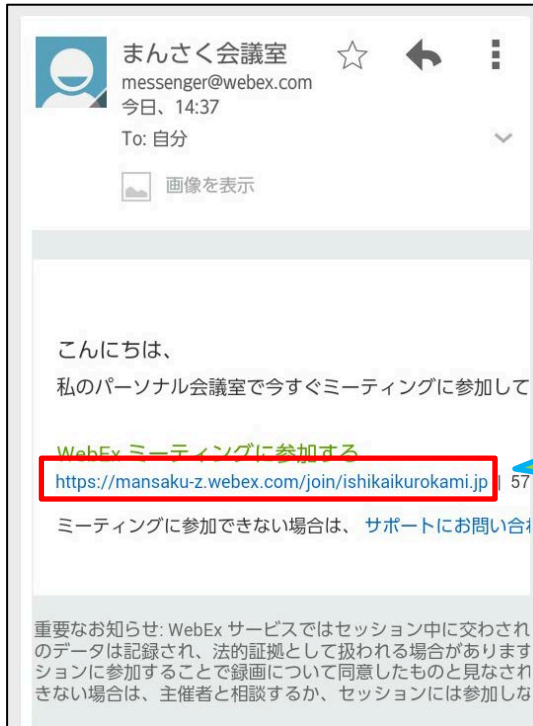 まんさく会議室
messenger@webex.com
今日、14:37
To: 自分
画像を表示
こんにちは、
私のパーソナル会議室で今すぐミーティングに参加して
WebEx ミーティングに参加する
https://mansaku-z.webex.com/join/ishikaikurokami.jp | 57
ミーティングに参加できない場合は、サポートにお問い合わ
重要なお知らせ: WebEx サービスではセッション中に交わされ
のデータは記録され、法的証拠として扱われる場合があります
ションに参加することで録画について同意したものと見なされ
きない場合は、主催者と相談するか、セッションには参加しな